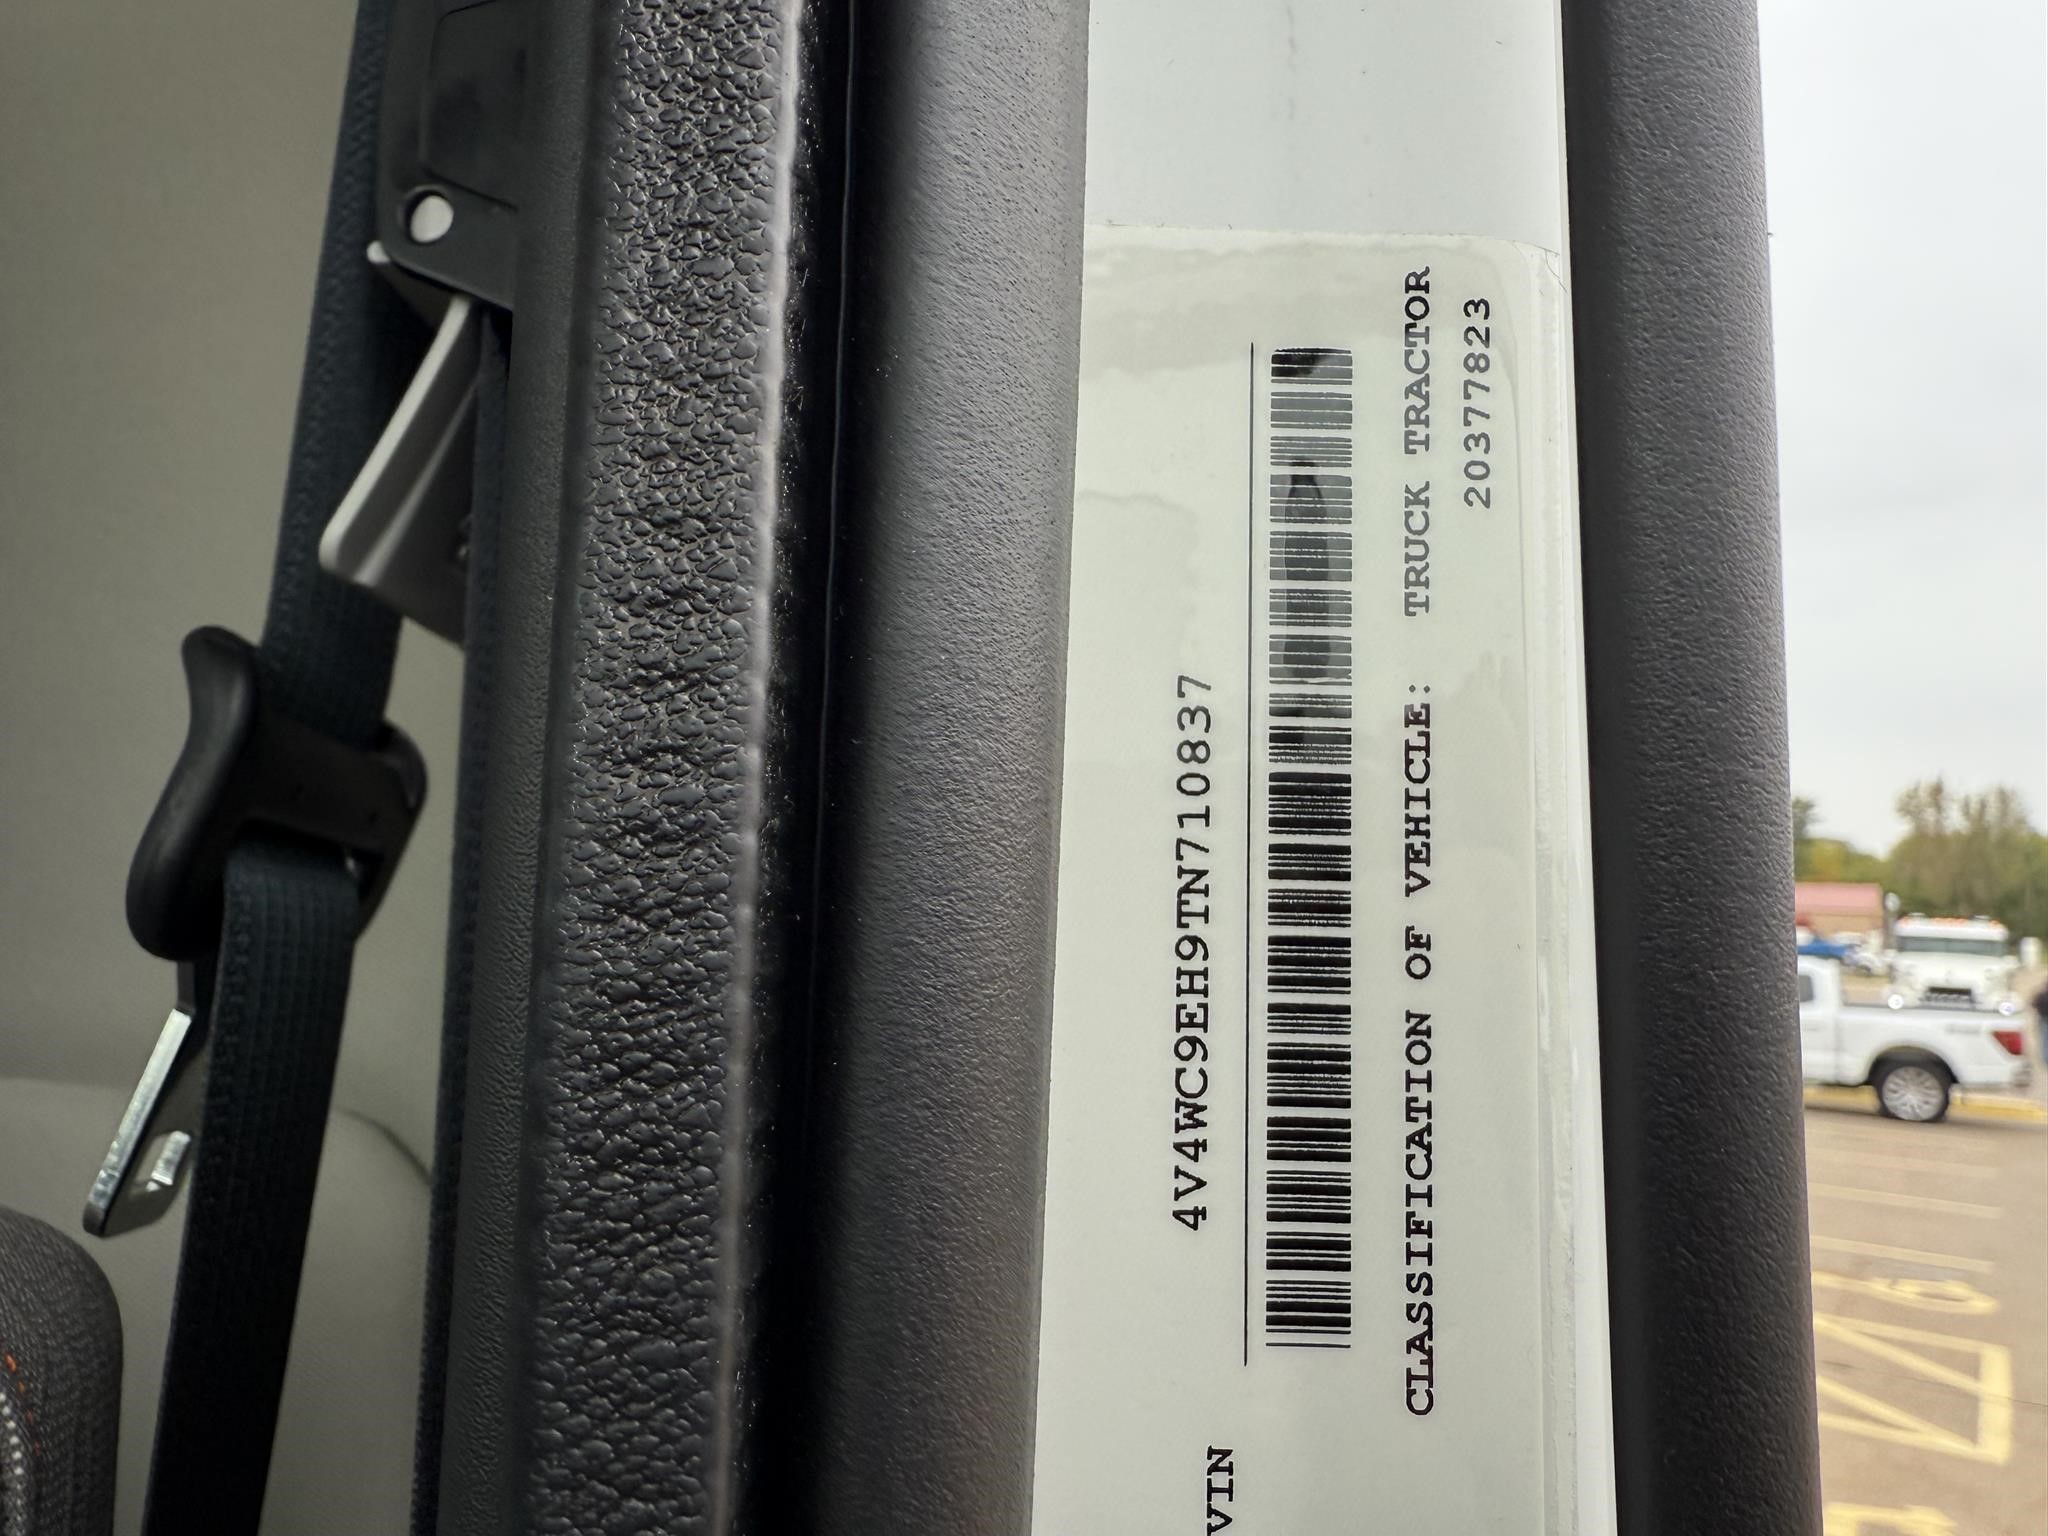 VIN 4V4WC9EH9TN710837
CLASSIFICATION OF VEHICLE: TRUCK TRACTOR
20377823